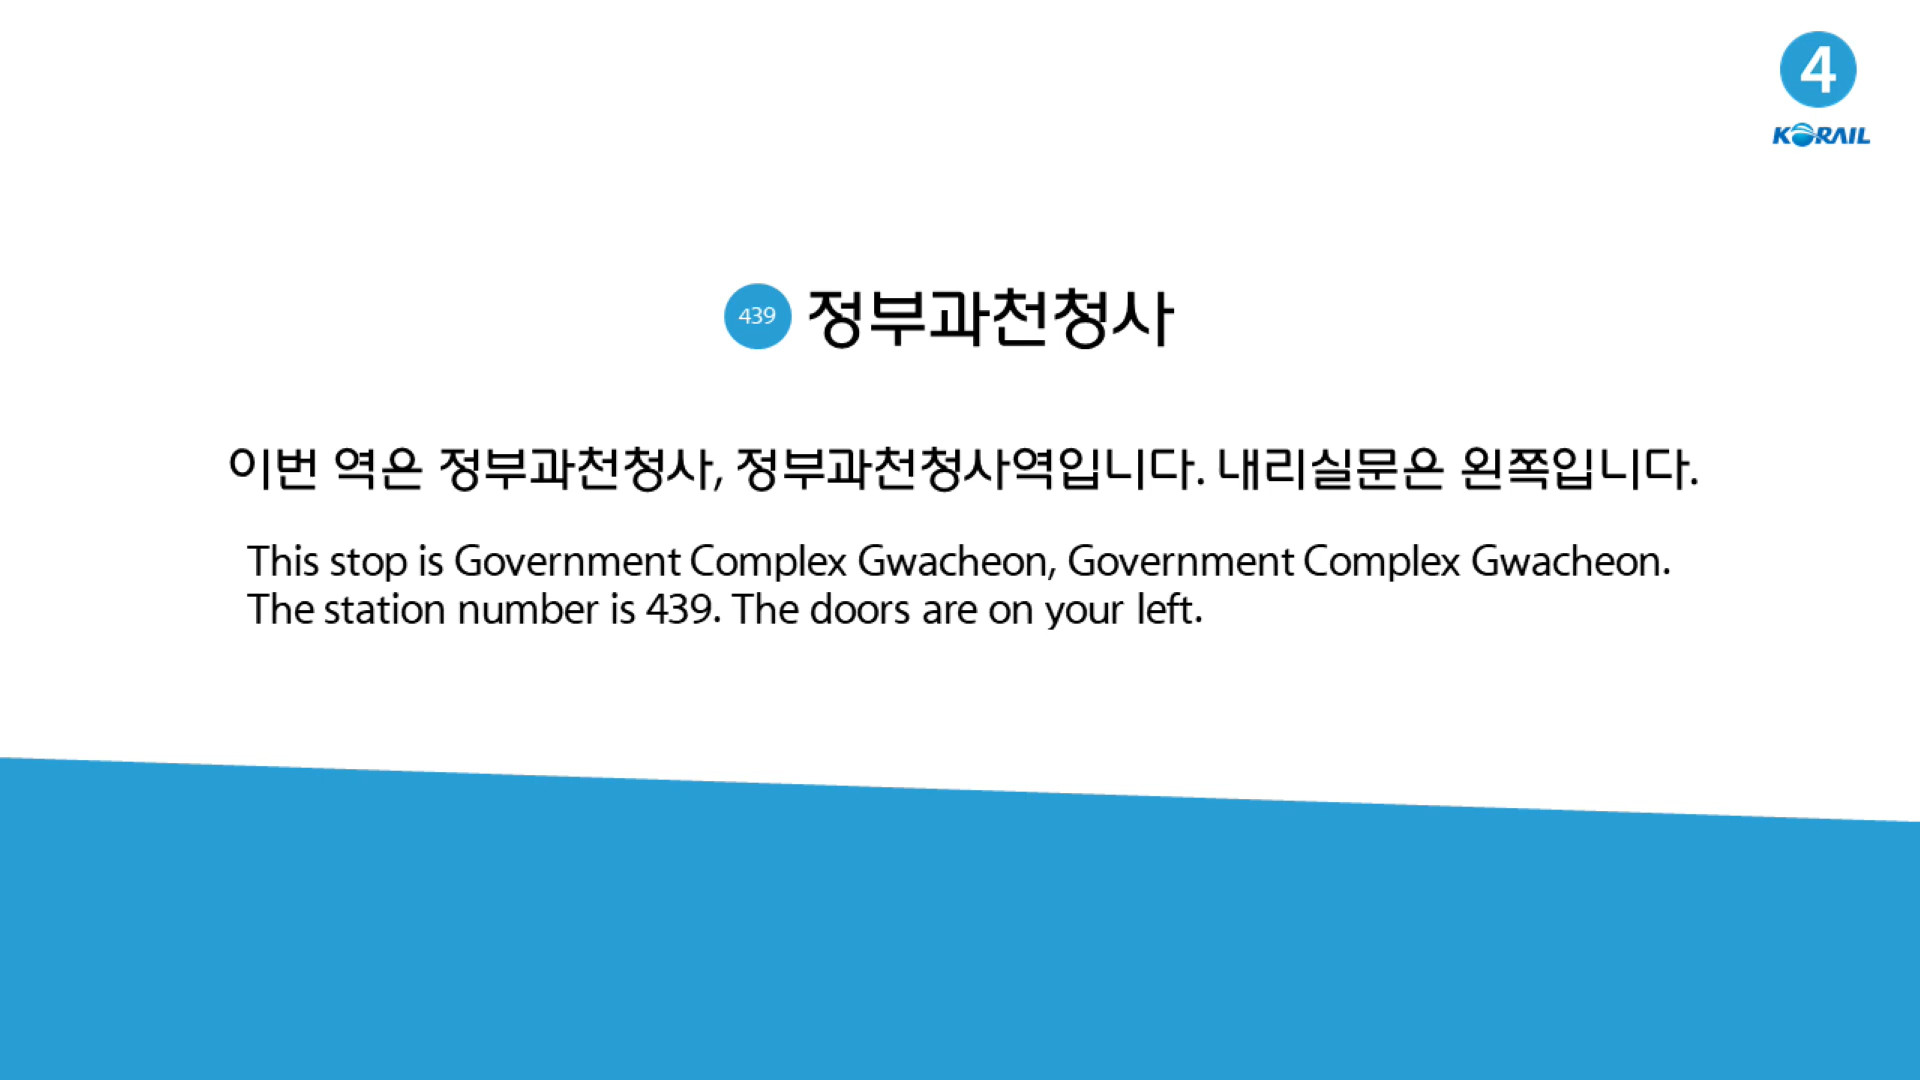 4
KORAIL
439 정부과천청사
이번 역은 정부과천청사, 정부과천청사역입니다. 내리실문은 왼쪽입니다.
This stop is Government Complex Gwacheon, Government Complex Gwacheon.
The station number is 439. The doors are on your left.